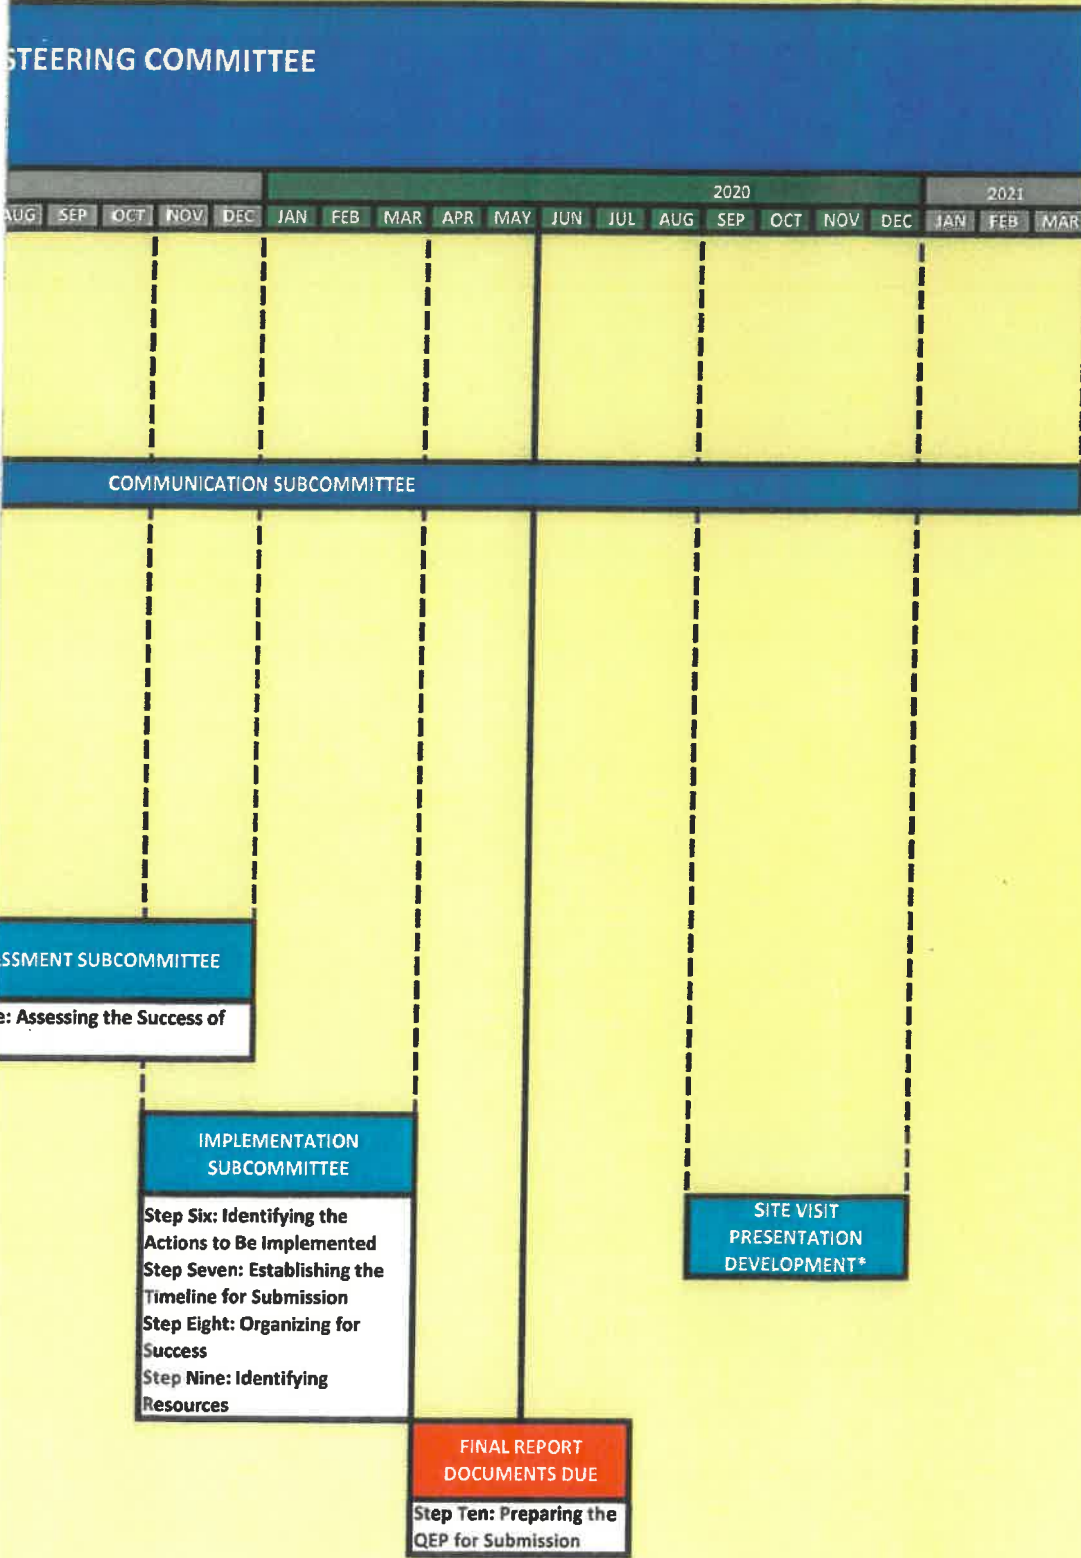 STEERING COMMITTEE
2020 2021
AUG SEP OCT NOV DEC JAN FEB MAR APR MAY JUN JUL AUG SEP OCT NOV DEC JAN FEB MAR
COMMUNICATION SUBCOMMITTEE
SSMENT SUBCOMMITTEE
e: Assessing the Success of
IMPLEMENTATION
SUBCOMMITTEE
Step Six: Identifying the
Actions to Be Implemented
Step Seven: Establishing the
Timeline for Submission
Step Eight: Organizing for
Success
Step Nine: Identifying
Resources
SITE VISIT
PRESENTATION
DEVELOPMENT*
FINAL REPORT
DOCUMENTS DUE
Step Ten: Preparing the
QEP for Submission